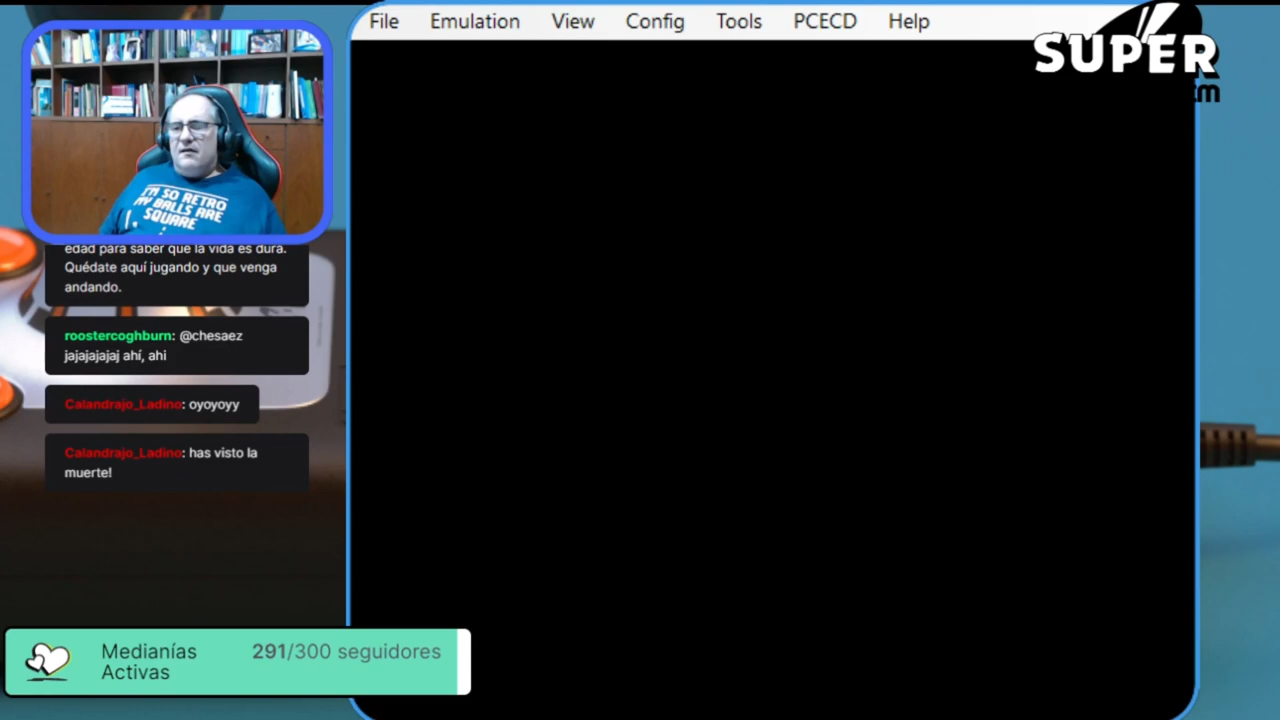 File Emulation View Config Tools PCECD Help
SUPER
I'M SO RETRO
MY BALLS ARE
SQUARE
edad para saber que la vida es dura.
Quédate aquí jugando y que venga
andando.
roostercoghburn: @chesaez
jajajajajaj ahí, ahi
Calandrajo_Ladino: oyoyoyy
Calandrajo_Ladino: has visto la
muerte!
Medianías 291/300 seguidores
Activas